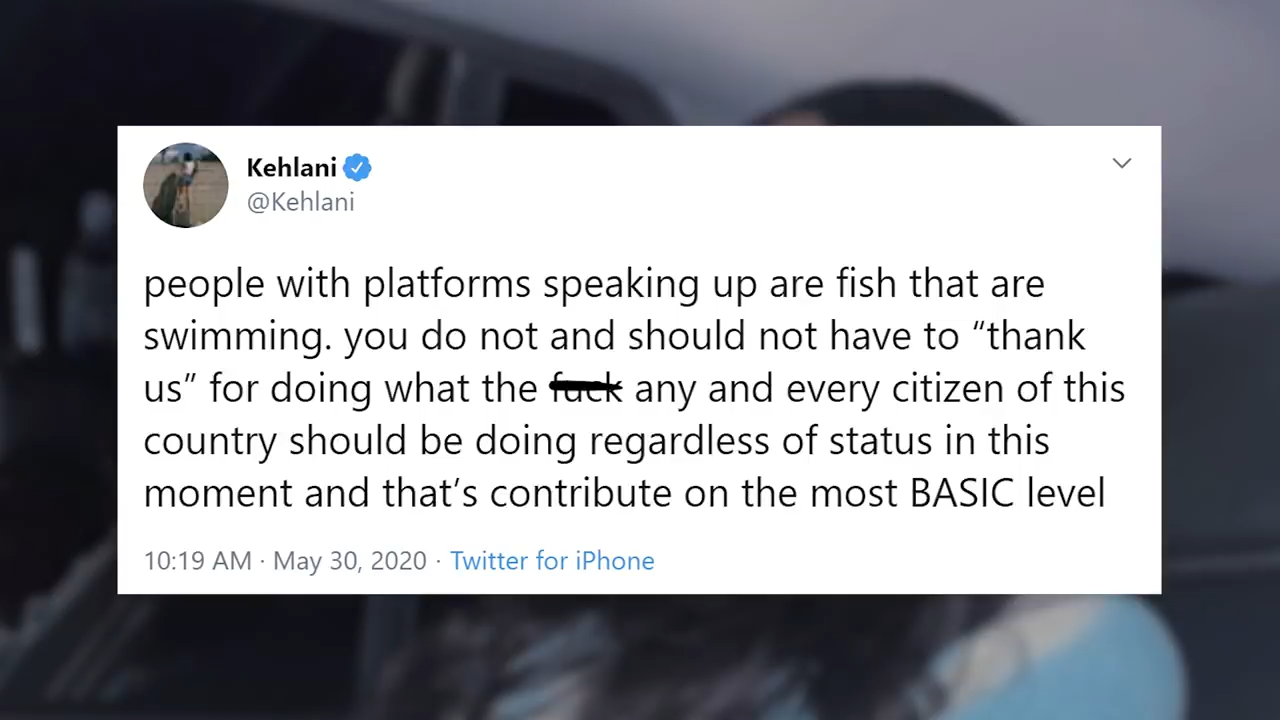 Kehlani
@Kehlani
people with platforms speaking up are fish that are
swimming. you do not and should not have to “thank
us” for doing what the fuck any and every citizen of this
country should be doing regardless of status in this
moment and that’s contribute on the most BASIC level
10:19 AM · May 30, 2020 · Twitter for iPhone